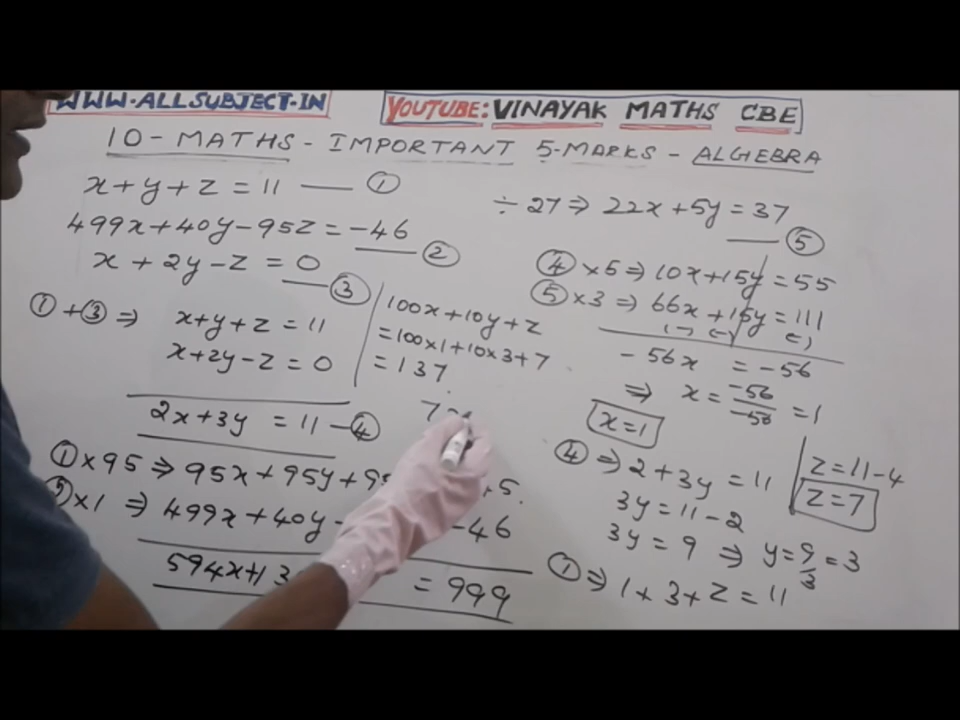 WWW-ALLSUBJECT-IN
YOUTUBE: VINAYAK MATHS CBE
10-MATHS-IMPORTANT 5-MARKS-ALGEBRA
x+y+z=11 — ①
499x+40y-95z=-46 — ②
x+2y-z=0 — ③
①+③⇒ x+y+z=11
x+2y-z=0
2x+3y =11-④
①×95⇒95x+95y+9
②×1⇒499x+40y- -46
594x+13 =999
100x+10y+z
=100×1+10×3+7
=137
÷27⇒22x+5y=37
— ⑤
④×5⇒10x+15y=55
⑤×3⇒66x+15y=111
(-) (-) (-)
-56x =-56
⇒ x=-56/-56=1
x=1
④⇒2+3y=11
3y=11-2
3y=9⇒y=9/3=3
①⇒1+3+z=11
z=11-4
z=7